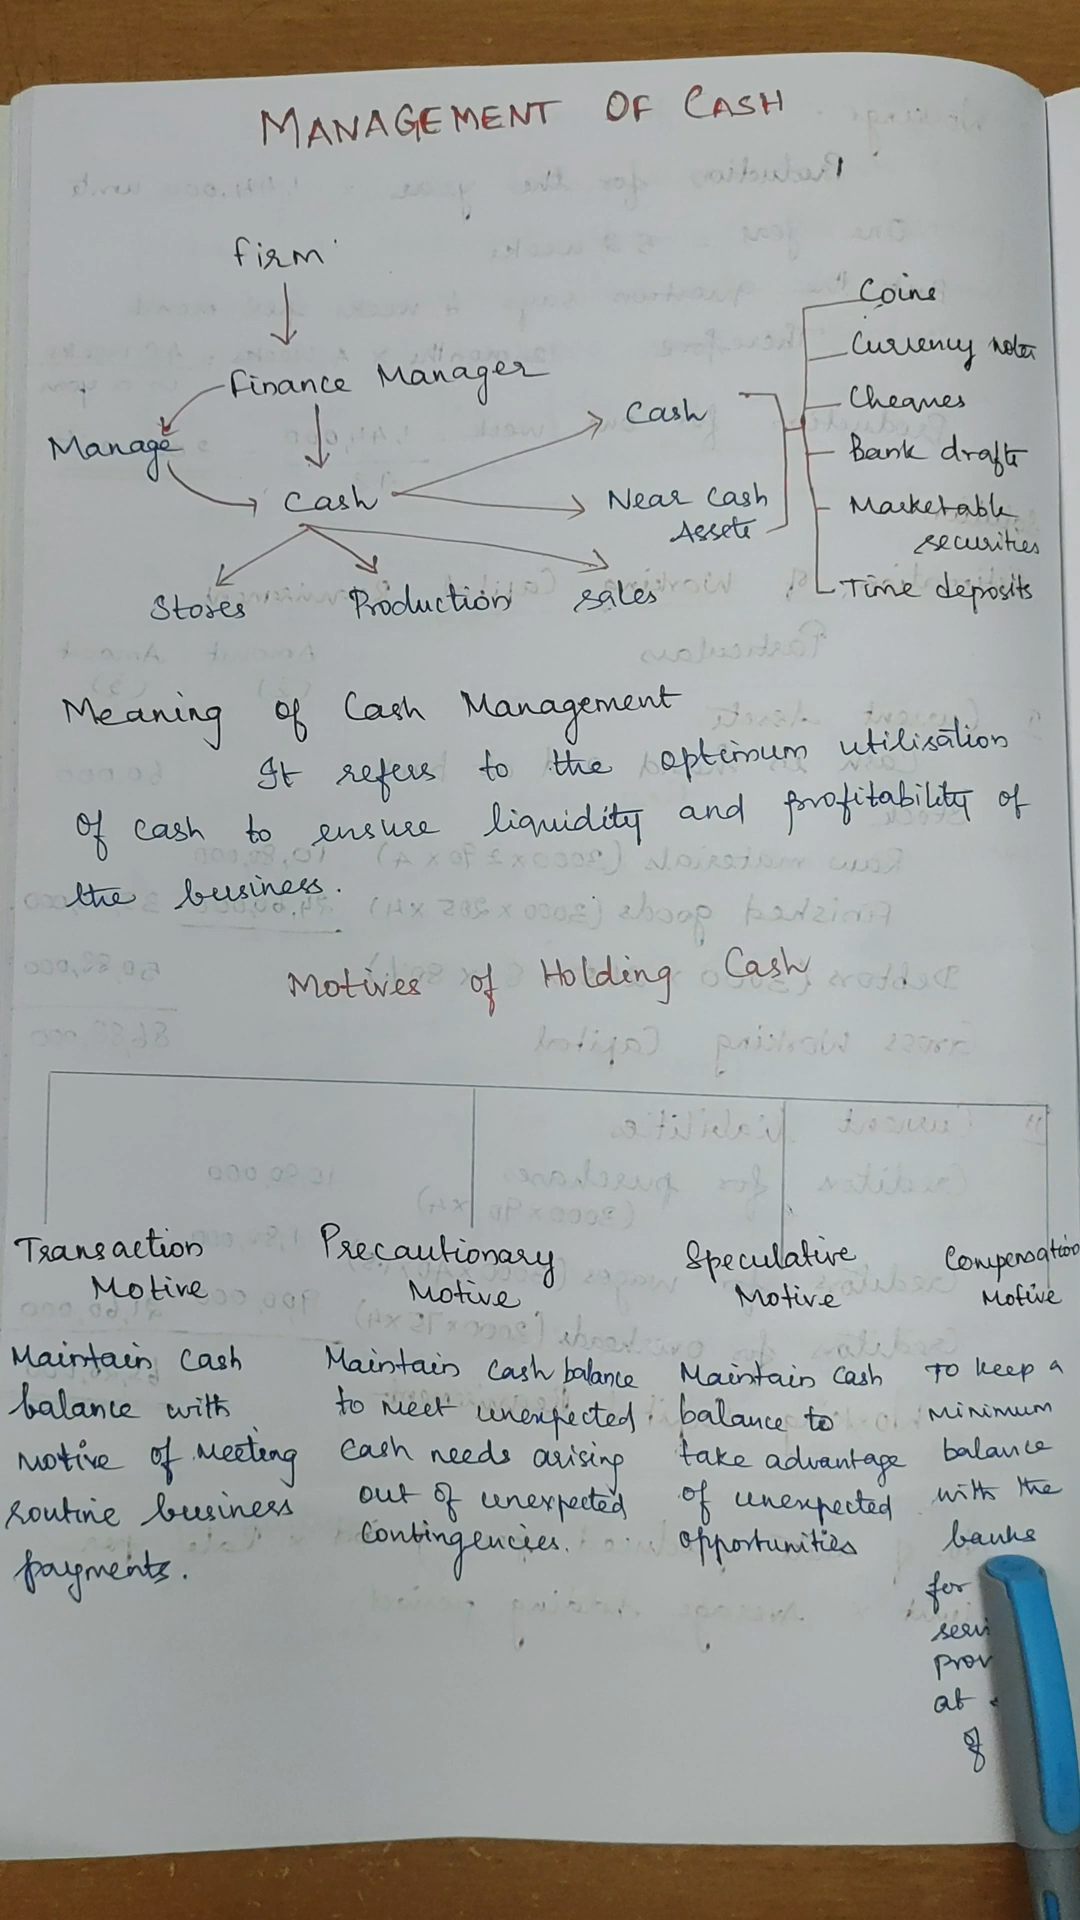 MANAGEMENT OF CASH
firm
Finance Manager
Manage
Cash
Cash
Near Cash
Assets
Coins
Currency notes
Cheques
Bank drafts
Marketable
securities
Time deposits
Stores Production sales
Meaning of Cash Management
It refers to the optimum utilisation
of cash to ensure liquidity and profitability of
the business.
Motives of Holding Cash
Transaction
Motive
Maintain cash
balance with
motive of meeting
routine business
payments.
Precautionary
Motive
Maintain cash balance
to meet unexpected
cash needs arising
out of unexpected
contingencies.
Speculative
Motive
Maintain cash
balance to
take advantage
of unexpected
opportunities
Compensation
Motive
To keep a
minimum
balance
with the
banks
for
at
of